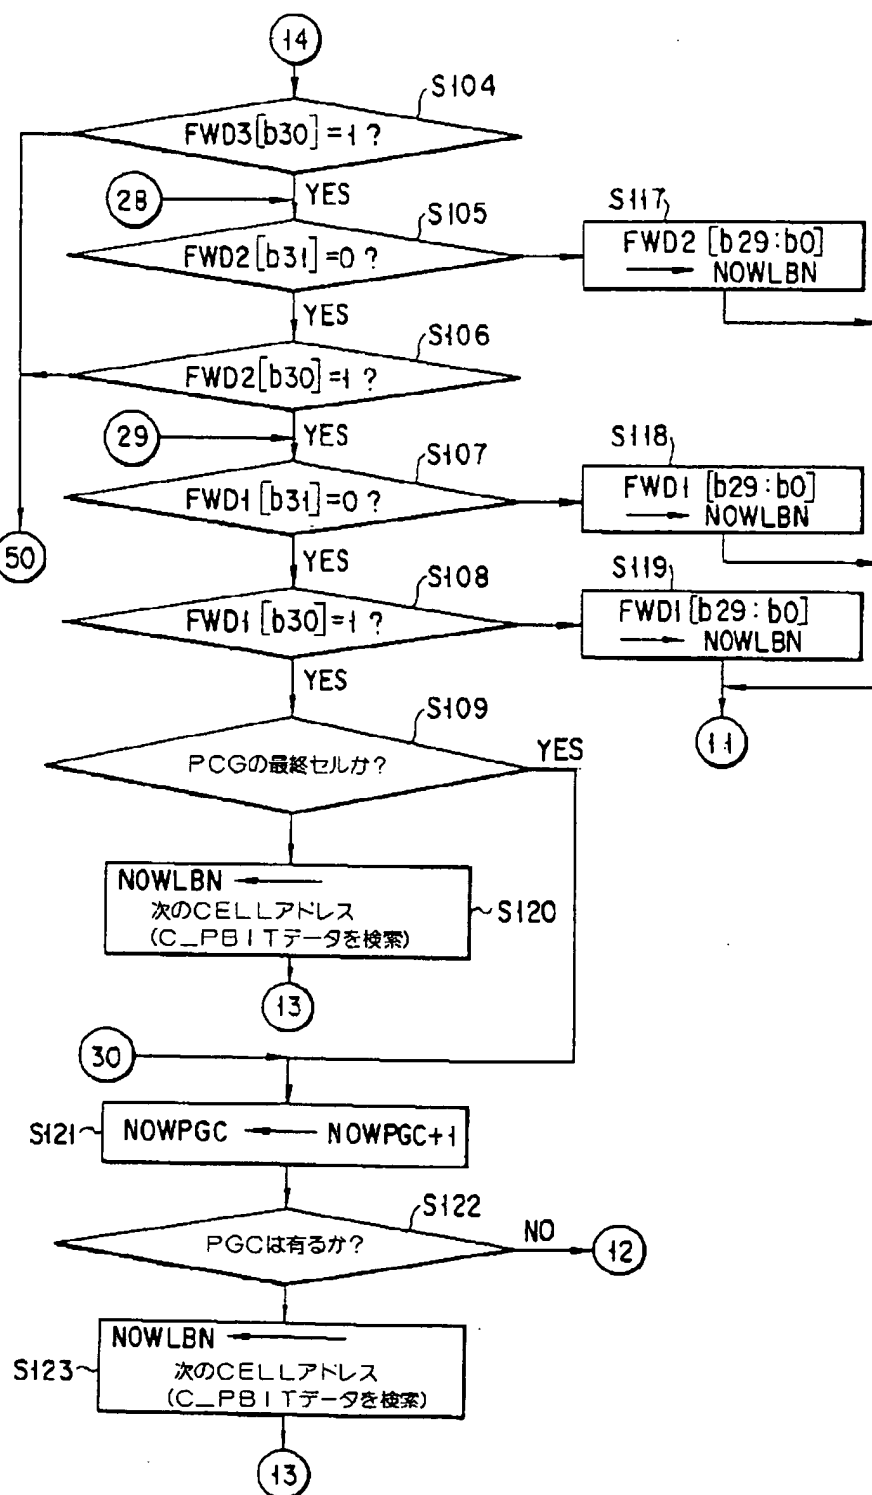 14
S104
FWD3[b30]=1?
YES
28
S105
FWD2[b31]=0?
S117
FWD2 [b29:b0]
NOWLBN
YES
S106
FWD2[b30]=1?
YES
29
S107
FWD1[b31]=0?
S118
FWD1 [b29:b0]
NOWLBN
50
YES
S108
FWD1[b30]=1?
S119
FWD1[b29:b0]
NOWLBN
YES
11
S109
PCGの最終セルか?
YES
NOWLBN
次のCELLアドレス
(C_PBITデータを検索)
S120
13
30
S121
NOWPGC
NOWPGC+1
S122
PGCは有るか?
NO
12
NOWLBN
S123
次のCELLアドレス
(C_PBITデータを検索)
13